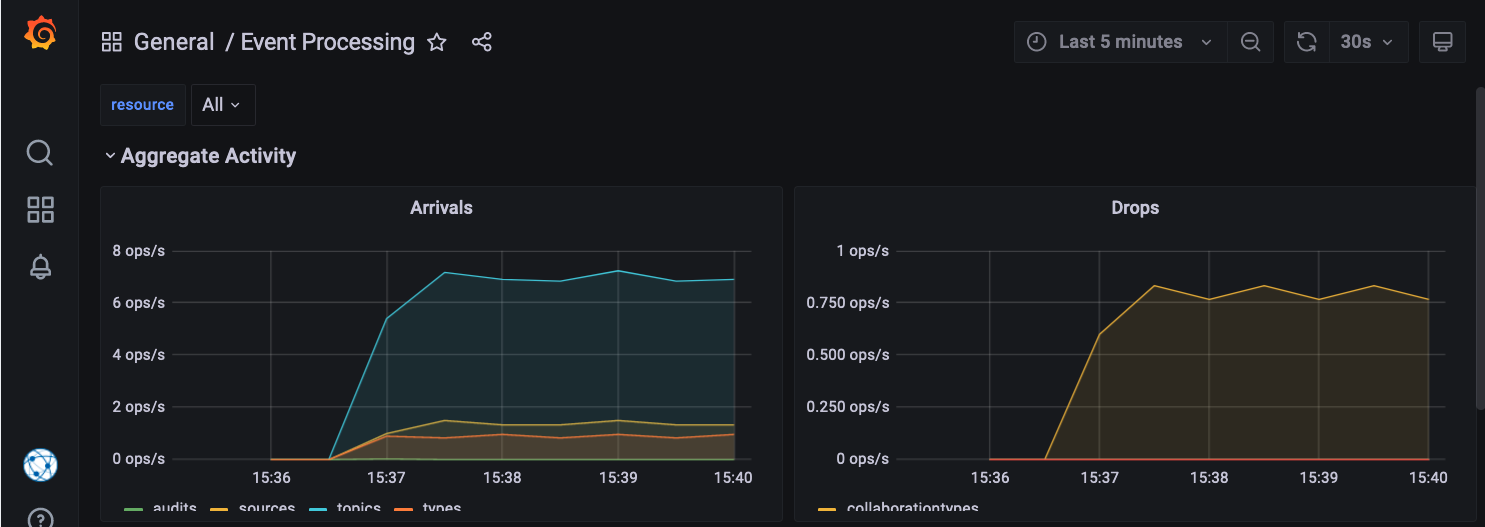 General / Event Processing
Last 5 minutes
30s
resource
All
Aggregate Activity
Arrivals
8 ops/s
6 ops/s
4 ops/s
2 ops/s
0 ops/s
15:36 15:37 15:38 15:39 15:40
audits sources topics types
Drops
1 ops/s
0.750 ops/s
0.500 ops/s
0.250 ops/s
0 ops/s
15:36 15:37 15:38 15:39 15:40
collaborationtypes